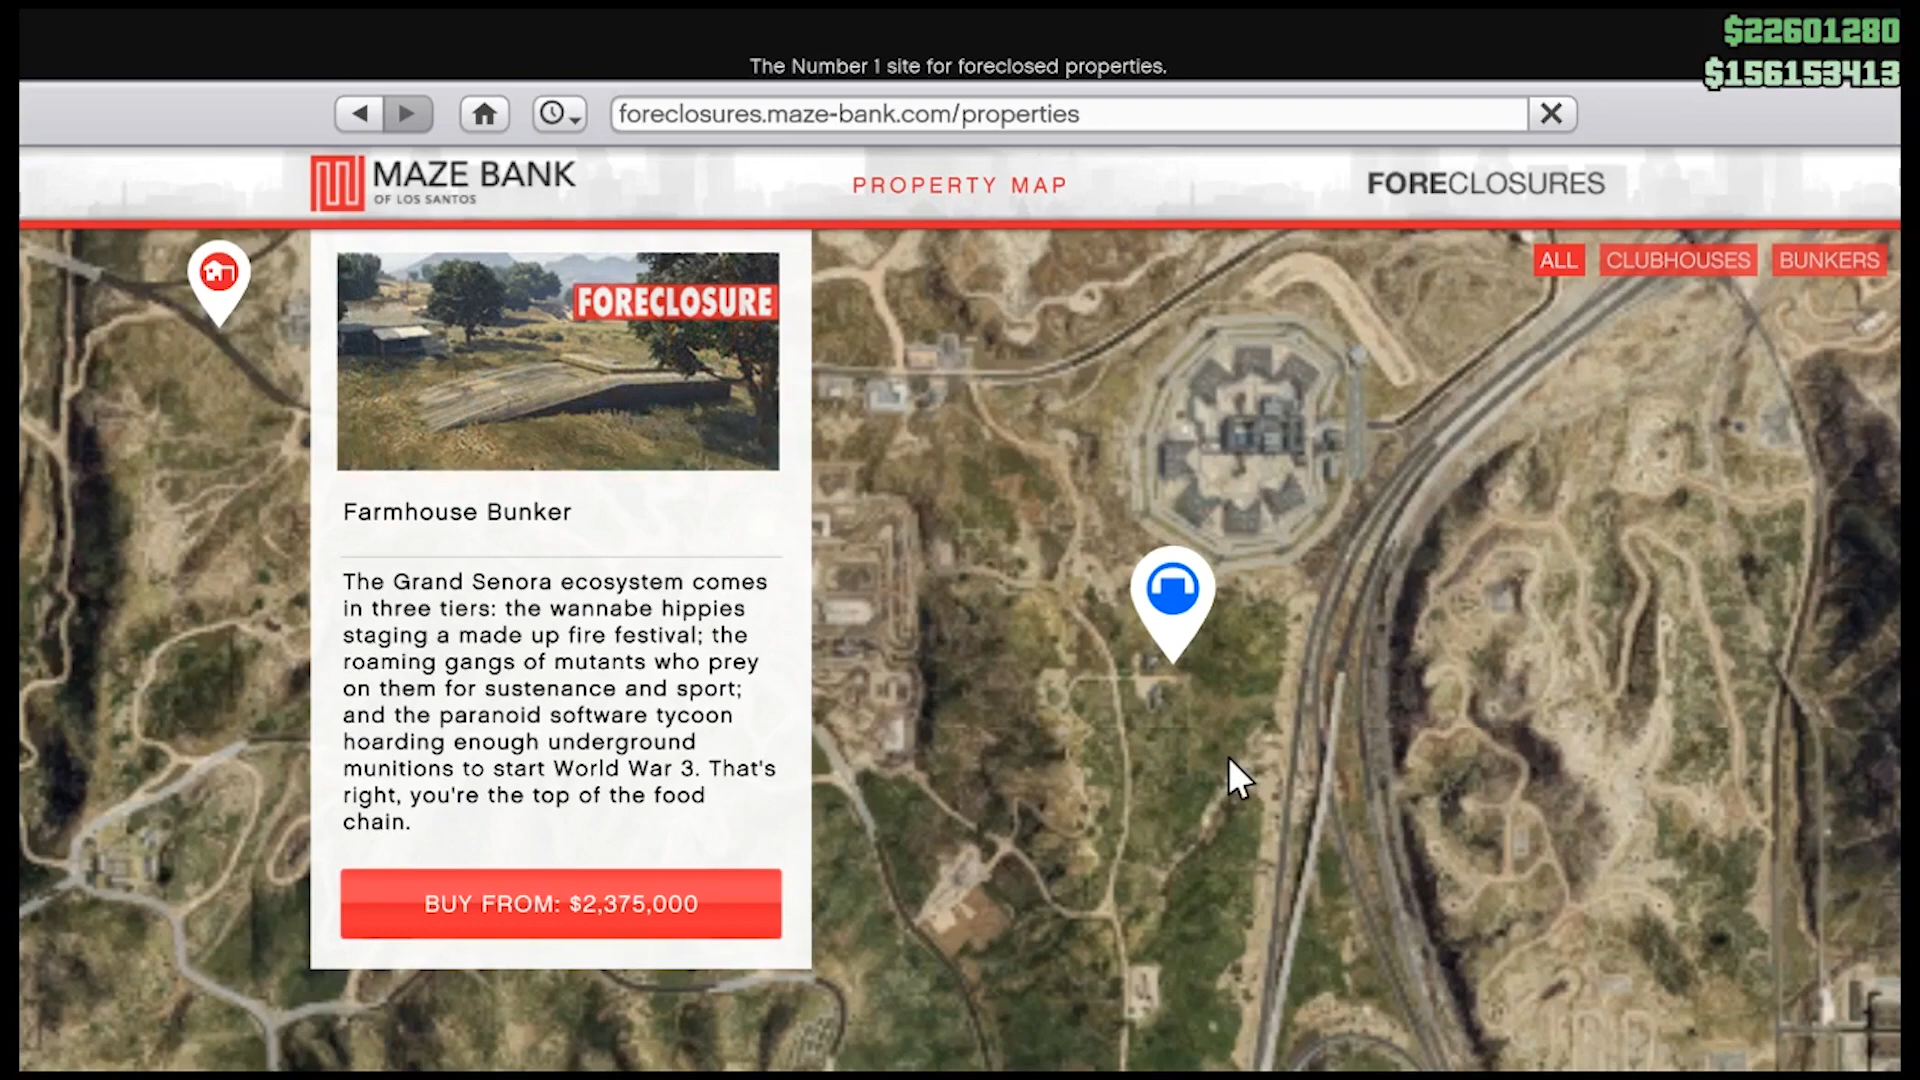 $22601280
$156153413
The Number 1 site for foreclosed properties.
foreclosures.maze-bank.com/properties
MAZE BANK
OF LOS SANTOS
PROPERTY MAP
FORECLOSURES
ALL
CLUBHOUSES
BUNKERS
FORECLOSURE
Farmhouse Bunker
The Grand Senora ecosystem comes
in three tiers: the wannabe hippies
staging a made up fire festival; the
roaming gangs of mutants who prey
on them for sustenance and sport;
and the paranoid software tycoon
hoarding enough underground
munitions to start World War 3. That's
right, you're the top of the food
chain.
BUY FROM: $2,375,000